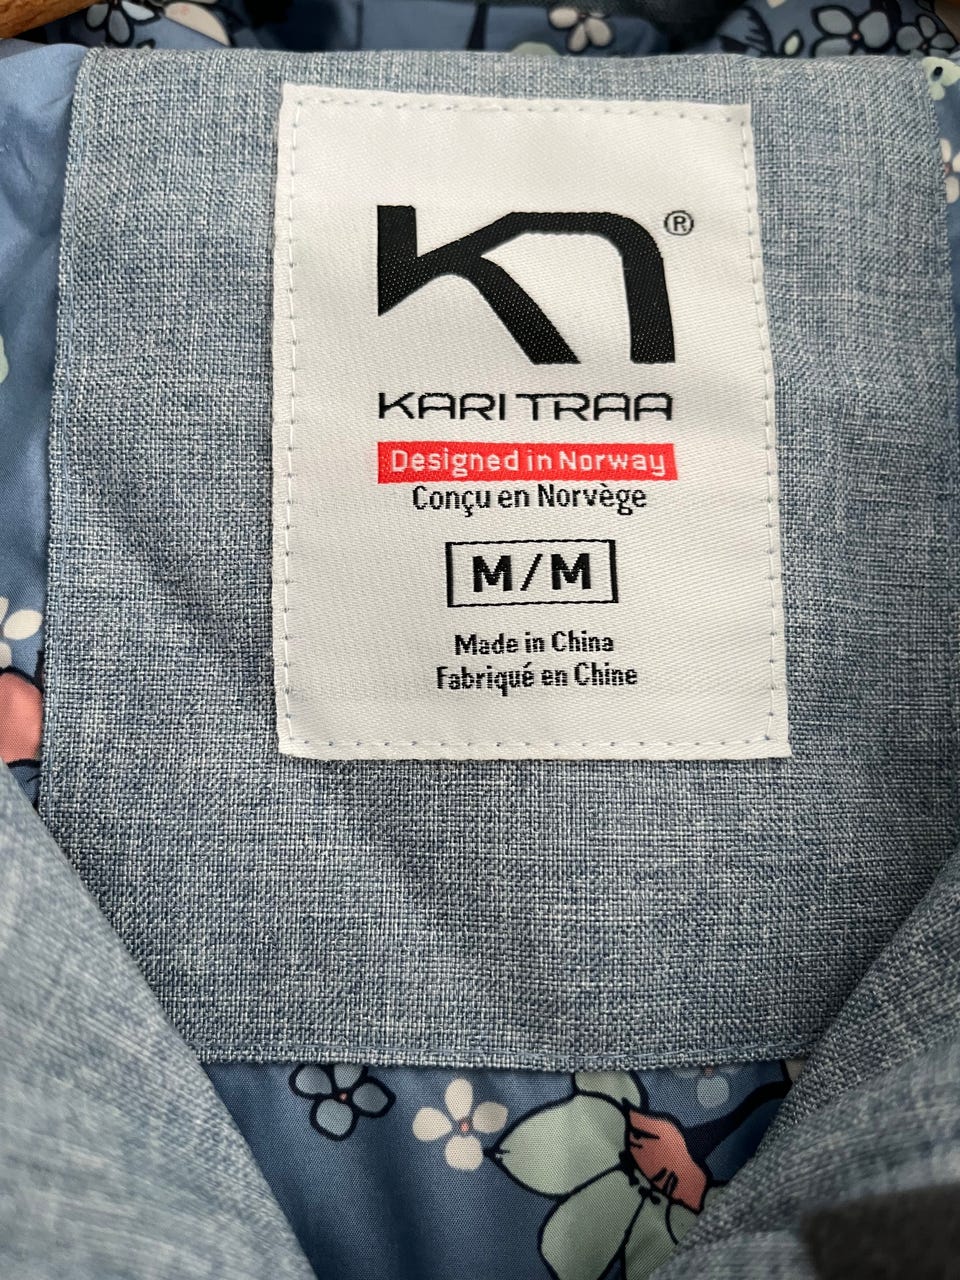 ®
KARI TRAA
Designed in Norway
Conçu en Norvège
M/M
Made in China
Fabriqué en Chine